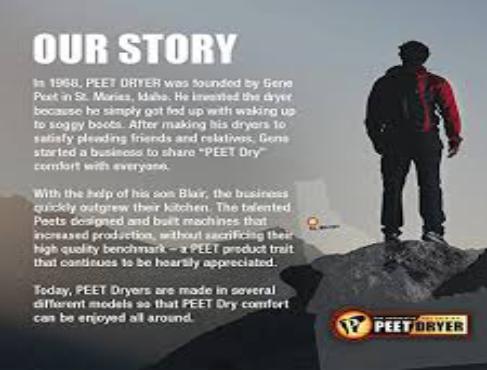 OUR STORY
In 1968, PEET DRYER was founded by Gene
Peet in St. Maries, Idaho. He invented the dryer
because he simply got fed up with waking up
to soggy boots. After making his dryers to
satisfy pleading friends and relatives, Gene
started a business to share "PEET Dry"
comfort with everyone.
With the help of his son Blair, the business
quickly outgrew their kitchen. The talented
Peets designed and built machines that
increased production, without sacrificing their
high quality benchmark – a PEET product trait
that continues to be heartily appreciated.
Today, PEET Dryers are made in several
different models so that PEET Dry comfort
can be enjoyed all around.
PEET DRYER